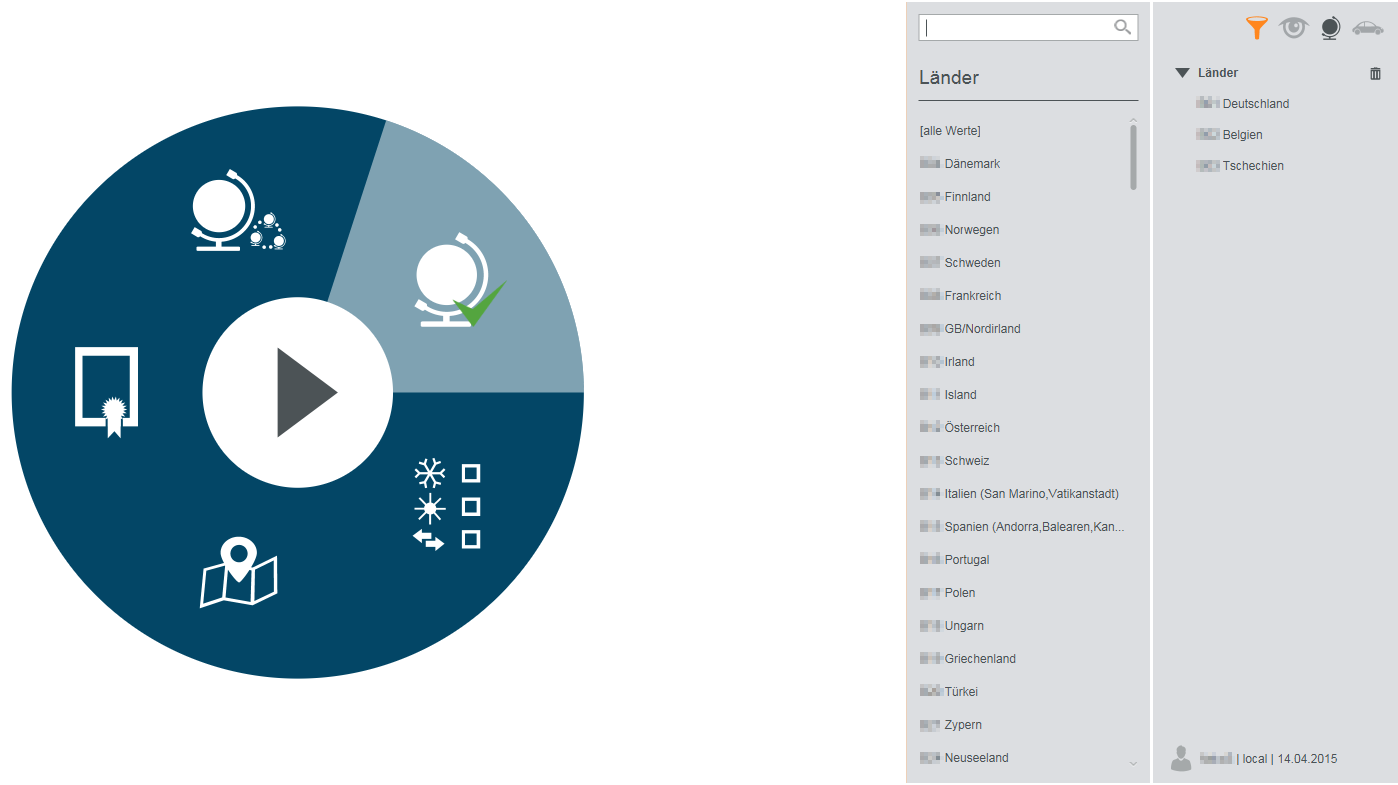 Länder
[alle Werte]
Dänemark
Finnland
Norwegen
Schweden
Frankreich
GB/Nordirland
Irland
Island
Österreich
Schweiz
Italien (San Marino,Vatikanstadt)
Spanien (Andorra,Balearen,Kan...
Portugal
Polen
Ungarn
Griechenland
Türkei
Zypern
Neuseeland
Länder
Deutschland
Belgien
Tschechien
| local | 14.04.2015